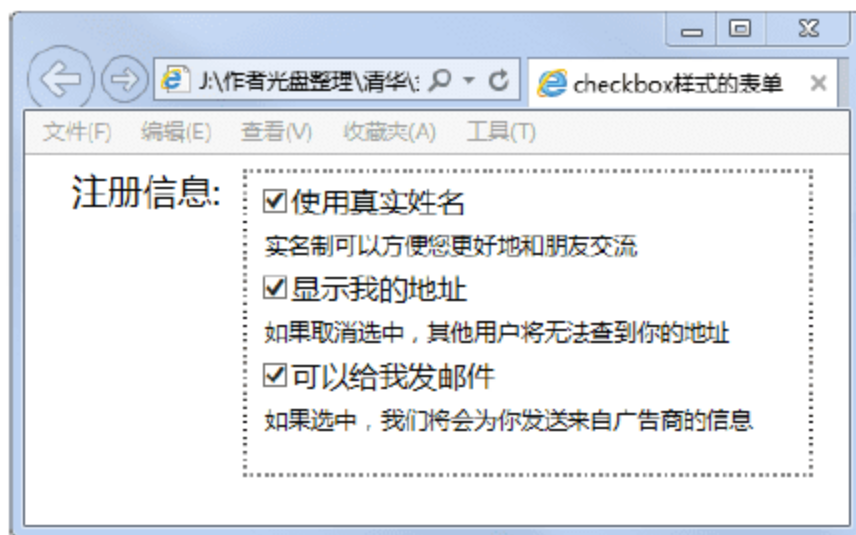 J:\作者光盘整理\清华\:
checkbox样式的表单
文件(F) 编辑(E) 查看(V) 收藏夹(A) 工具(T)
注册信息:
使用真实姓名
实名制可以方便您更好地和朋友交流
显示我的地址
如果取消选中，其他用户将无法查到你的地址
可以给我发邮件
如果选中，我们将会为你发送来自广告商的信息